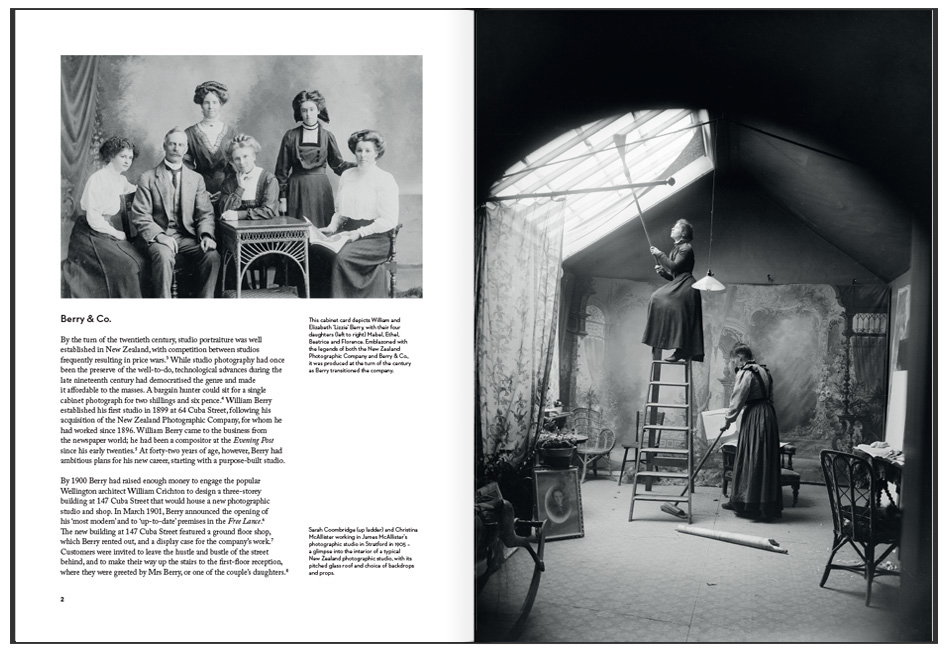 Berry & Co.
By the turn of the twentieth century, studio portraiture was well
established in New Zealand, with competition between studios
frequently resulting in price wars.³ While studio photography had once
been the preserve of the well-to-do, technological advances during the
late nineteenth century had democratised the genre and made
it affordable to the masses. A bargain hunter could sit for a single
cabinet photograph for two shillings and six pence.⁴ William Berry
established his first studio in 1899 at 64 Cuba Street, following his
acquisition of the New Zealand Photographic Company, for whom he
had worked since 1896. William Berry came to the business from
the newspaper world; he had been a compositor at the Evening Post
since his early twenties.⁵ At forty-two years of age, however, Berry had
ambitious plans for his new career, starting with a purpose-built studio.
By 1900 Berry had raised enough money to engage the popular
Wellington architect William Crichton to design a three-storey
building at 147 Cuba Street that would house a new photographic
studio and shop. In March 1901, Berry announced the opening of
his 'most modern' and to 'up-to-date' premises in the Free Lance.⁶
The new building at 147 Cuba Street featured a ground floor shop,
which Berry rented out, and a display case for the company's work.⁷
Customers were invited to leave the hustle and bustle of the street
behind, and to make their way up the stairs to the first-floor reception,
where they were greeted by Mrs Berry, or one of the couple's daughters.⁸
This cabinet card depicts William and
Elizabeth 'Lizzie' Berry, with their four
daughters (left to right) Mabel, Ethel,
Beatrice and Florence. Emblazoned with
the legends of both the New Zealand
Photographic Company and Berry & Co.,
it was produced at the turn of the century
as Berry transitioned the company.
Sarah Coombridge (up ladder) and Christina
McAllister working in James McAllister's
photographic studio in Stratford in 1905 –
a glimpse into the interior of a typical
New Zealand photographic studio, with its
pitched glass roof and choice of backdrops
and props.
2